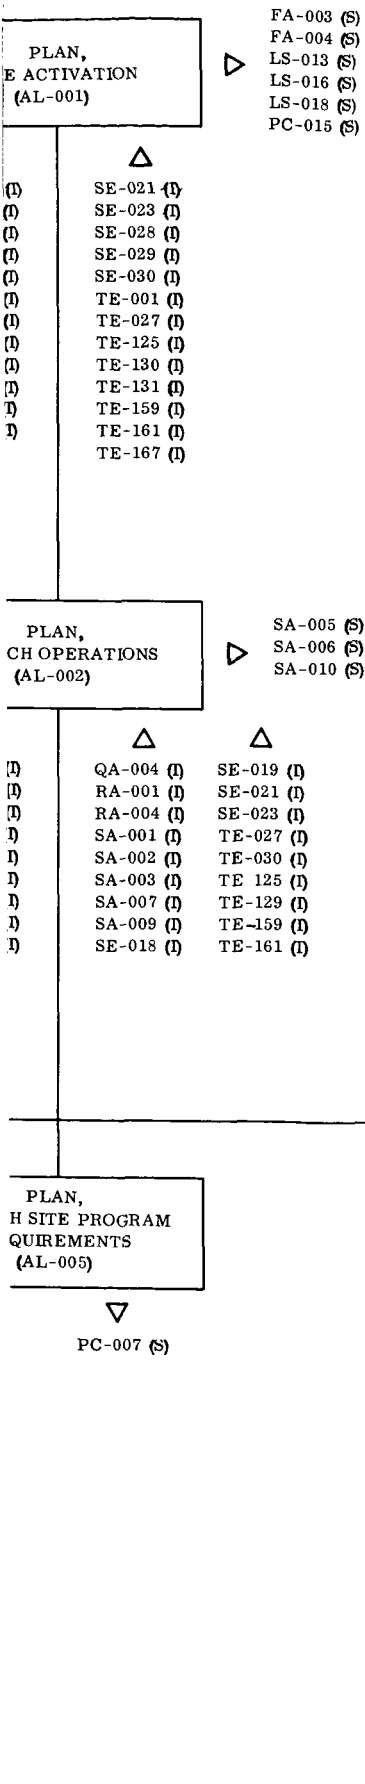 PLAN,
E ACTIVATION
(AL-001)
FA-003 (S)
FA-004 (S)
LS-013 (S)
LS-016 (S)
LS-018 (S)
PC-015 (S)
(I)
(I)
(I)
(I)
(I)
(I)
(I)
(I)
(I)
(I)
I)
I)
SE-021 (I)
SE-023 (I)
SE-028 (I)
SE-029 (I)
SE-030 (I)
TE-001 (I)
TE-027 (I)
TE-125 (I)
TE-130 (I)
TE-131 (I)
TE-159 (I)
TE-161 (I)
TE-167 (I)
PLAN,
CH OPERATIONS
(AL-002)
SA-005 (S)
SA-006 (S)
SA-010 (S)
(I)
(I)
(I)
I)
I)
I)
I)
I)
I)
QA-004 (I)
RA-001 (I)
RA-004 (I)
SA-001 (I)
SA-002 (I)
SA-003 (I)
SA-007 (I)
SA-009 (I)
SE-018 (I)
SE-019 (I)
SE-021 (I)
SE-023 (I)
TE-027 (I)
TE-030 (I)
TE 125 (I)
TE-129 (I)
TE-159 (I)
TE-161 (I)
PLAN,
H SITE PROGRAM
QUIREMENTS
(AL-005)
PC-007 (S)